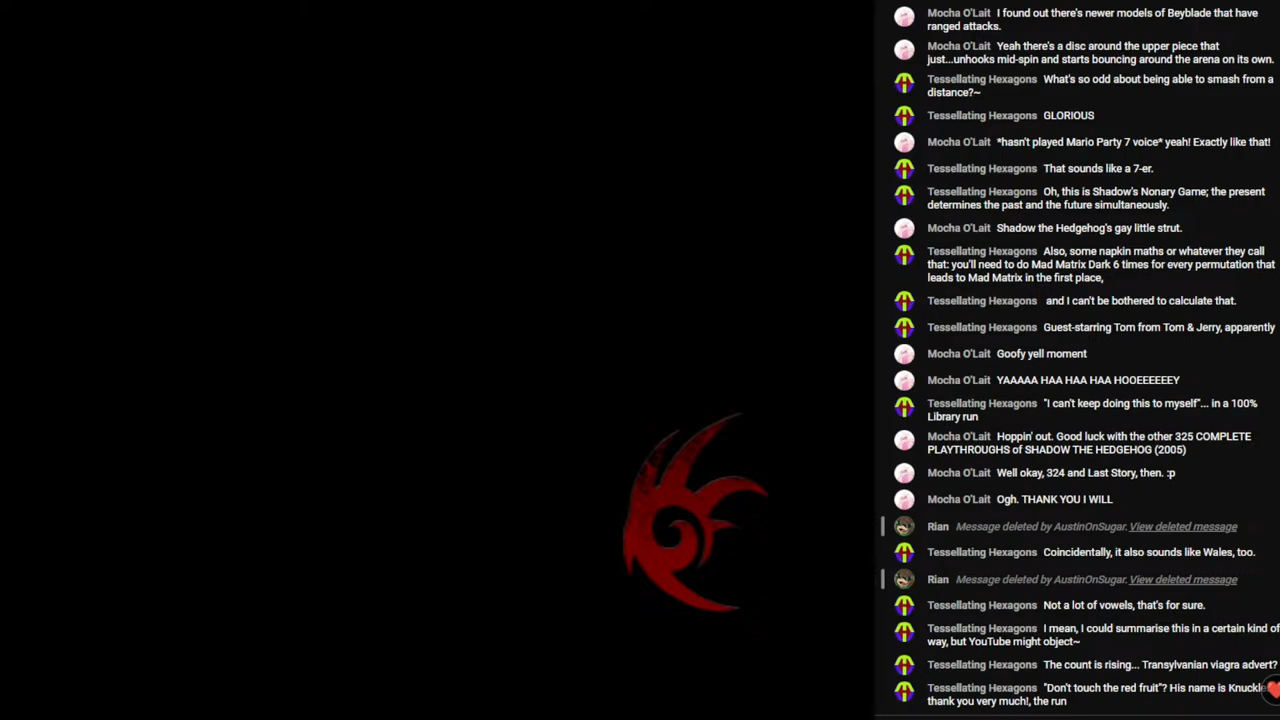 Mocha O'Lait I found out there's newer models of Beyblade that have
ranged attacks.
Mocha O'Lait Yeah there's a disc around the upper piece that
just...unhooks mid-spin and starts bouncing around the arena on its own.
Tessellating Hexagons What's so odd about being able to smash from a
distance?~
Tessellating Hexagons GLORIOUS
Mocha O'Lait *hasn't played Mario Party 7 voice* yeah! Exactly like that!
Tessellating Hexagons That sounds like a 7-er.
Tessellating Hexagons Oh, this is Shadow's Nonary Game; the present
determines the past and the future simultaneously.
Mocha O'Lait Shadow the Hedgehog's gay little strut.
Tessellating Hexagons Also, some napkin maths or whatever they call
that: you'll need to do Mad Matrix Dark 6 times for every permutation that
leads to Mad Matrix in the first place,
Tessellating Hexagons and I can't be bothered to calculate that.
Tessellating Hexagons Guest-starring Tom from Tom & Jerry, apparently
Mocha O'Lait Goofy yell moment
Mocha O'Lait YAAAAA HAA HAA HAA HOOEEEEEEY
Tessellating Hexagons "I can't keep doing this to myself"... in a 100%
Library run
Mocha O'Lait Hoppin' out. Good luck with the other 325 COMPLETE
PLAYTHROUGHS of SHADOW THE HEDGEHOG (2005)
Mocha O'Lait Well okay, 324 and Last Story, then. :p
Mocha O'Lait Ogh. THANK YOU I WILL
Rian Message deleted by AustinOnSugar. View deleted message
Tessellating Hexagons Coincidentally, it also sounds like Wales, too.
Rian Message deleted by AustinOnSugar. View deleted message
Tessellating Hexagons Not a lot of vowels, that's for sure.
Tessellating Hexagons I mean, I could summarise this in a certain kind of
way, but YouTube might object~
Tessellating Hexagons The count is rising... Transylvanian viagra advert?
Tessellating Hexagons "Don't touch the red fruit"? His name is Knuckle
thank you very much!, the run